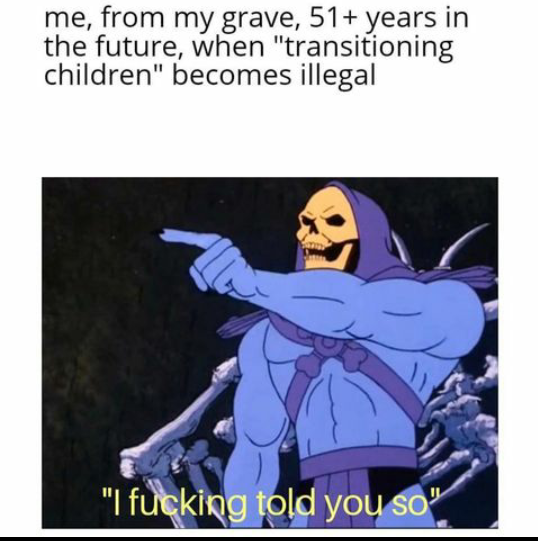 me, from my grave, 51+ years in
the future, when "transitioning
children" becomes illegal
"I fucking told you so"